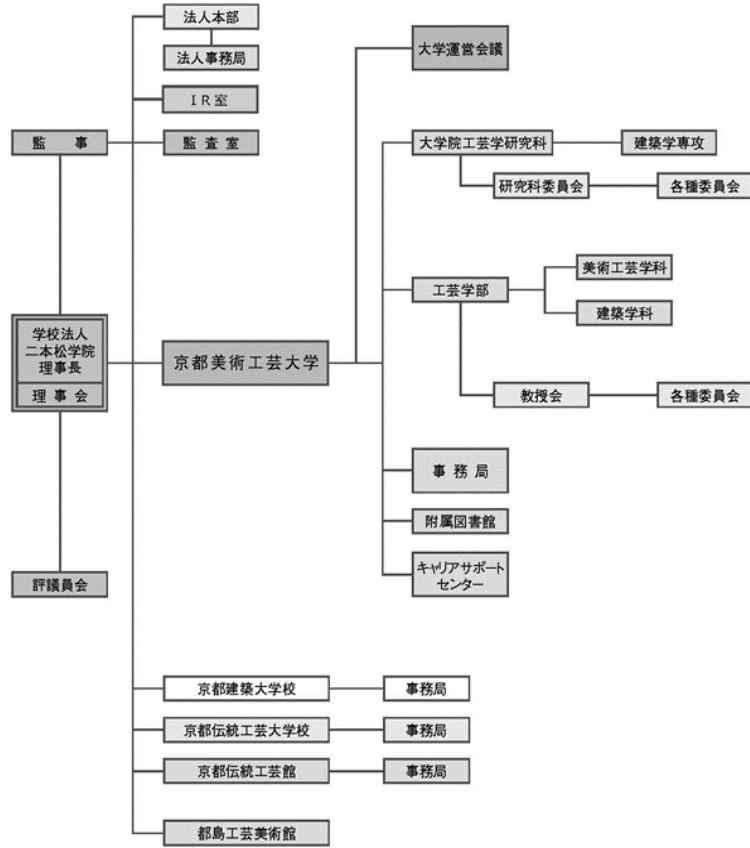 法人本部
法人事務局
IR室
監事
監査室
大学運営会議
大学院工芸学研究科
建築学専攻
研究科委員会
各種委員会
工芸学部
美術工芸学科
建築学科
学校法人
二本松学院
理事長
理事会
京都美術工芸大学
教授会
各種委員会
事務局
附属図書館
キャリアサポート
センター
評議員会
京都建築大学校
事務局
京都伝統工芸大学校
事務局
京都伝統工芸館
事務局
都島工芸美術館